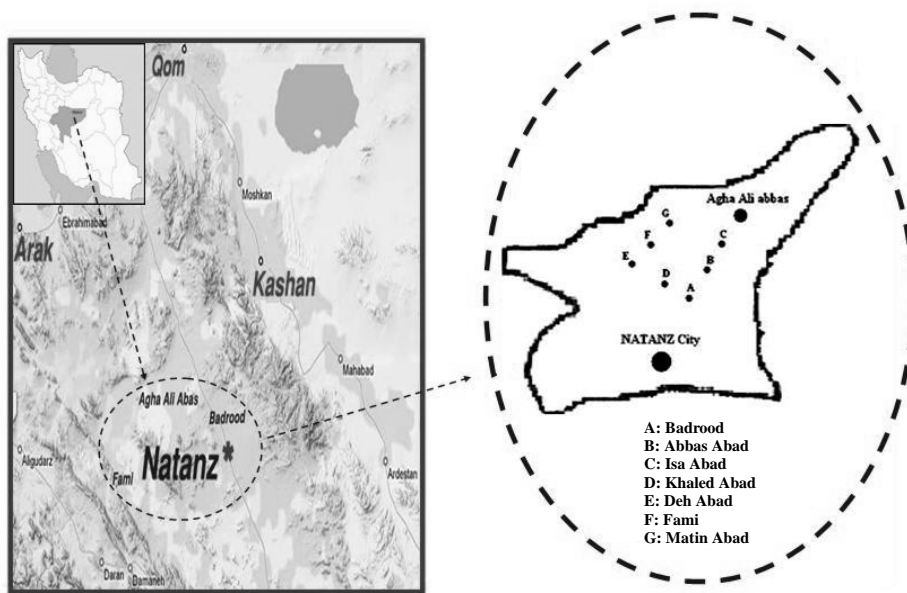 Qom
Moshkan
Ebrahmabad
Arak
Kashan
Mahabad
Agha Ali Abas
Badrood
Natanz*
Fami
Aligudarz
Ardestan
Daran
Damaneh
Agha Ali abbas
G
F
C
E
B
D
A
NATANZ City
A: Badrood
B: Abbas Abad
C: Isa Abad
D: Khaled Abad
E: Deh Abad
F: Fami
G: Matin Abad